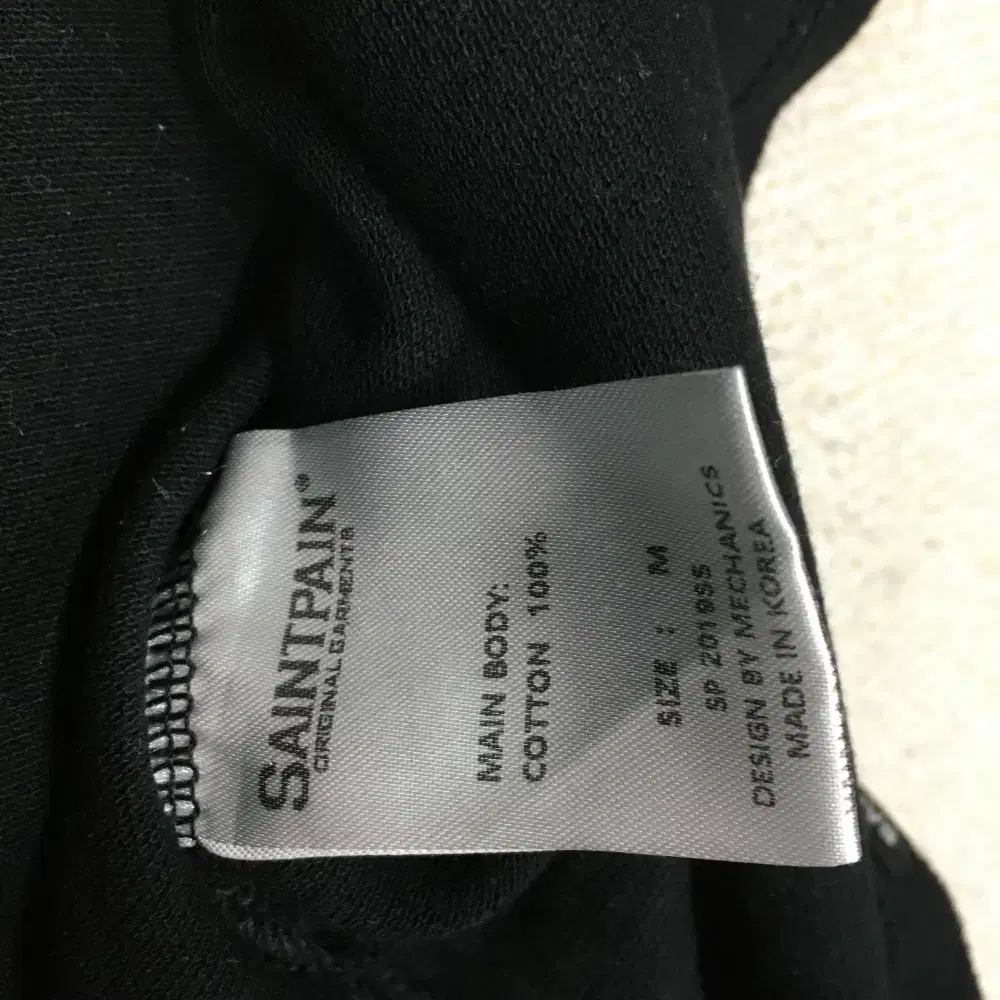 SAINTPAIN
ORIGINAL GARMENTS
MAIN BODY:
COTTON 100%
SIZE : M
SP 2019SS
DESIGN BY MECHANICS
MADE IN KOREA